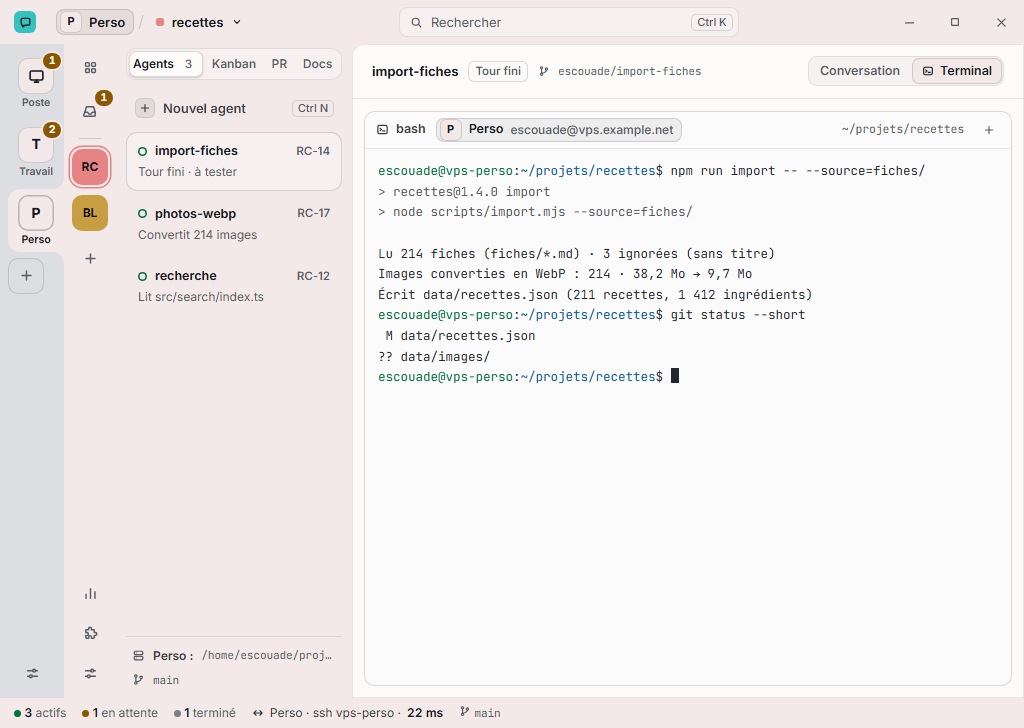 P Perso / recettes
Rechercher Ctrl K
1
Poste
2
T
Travail
P
Perso
+
1
RC
BL
+
Agents 3 Kanban PR Docs
+ Nouvel agent Ctrl N
import-fiches RC-14
Tour fini · à tester
photos-webp RC-17
Convertit 214 images
recherche RC-12
Lit src/search/index.ts
Perso : /home/escouade/proj…
main
import-fiches Tour fini escouade/import-fiches Conversation Terminal
bash P Perso escouade@vps.example.net ~/projets/recettes +
escouade@vps-perso:~/projets/recettes$ npm run import -- --source=fiches/
> recettes@1.4.0 import
> node scripts/import.mjs --source=fiches/
Lu 214 fiches (fiches/*.md) · 3 ignorées (sans titre)
Images converties en WebP : 214 · 38,2 Mo → 9,7 Mo
Écrit data/recettes.json (211 recettes, 1 412 ingrédients)
escouade@vps-perso:~/projets/recettes$ git status --short
 M data/recettes.json
?? data/images/
escouade@vps-perso:~/projets/recettes$
3 actifs 1 en attente 1 terminé ↔ Perso · ssh vps-perso · 22 ms main